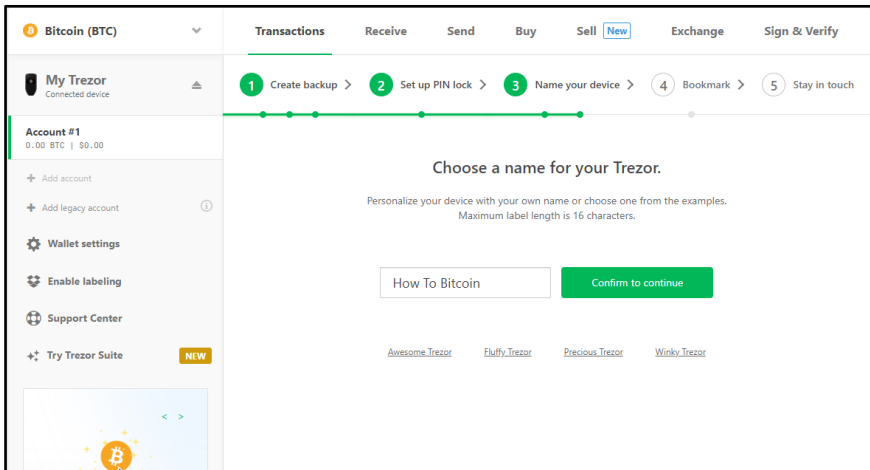 Bitcoin (BTC)
Transactions Receive Send Buy Sell New Exchange Sign & Verify
My Trezor
Connected device
1 Create backup > 2 Set up PIN lock > 3 Name your device > 4 Bookmark > 5 Stay in touch
Account #1
0.00 BTC | $0.00
+ Add account
+ Add legacy account
Wallet settings
Enable labeling
Support Center
Try Trezor Suite NEW
< >
Choose a name for your Trezor.
Personalize your device with your own name or choose one from the examples.
Maximum label length is 16 characters.
How To Bitcoin
Confirm to continue
Awesome Trezor Fluffy Trezor Precious Trezor Winky Trezor